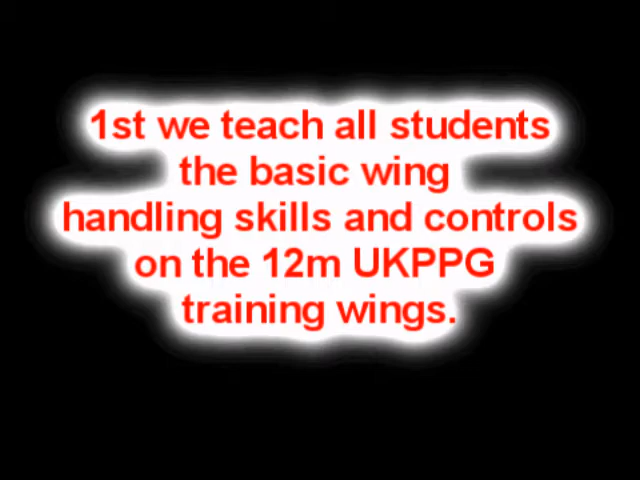 1st we teach all students
the basic wing
handling skills and controls
on the 12m UKPPG
training wings.